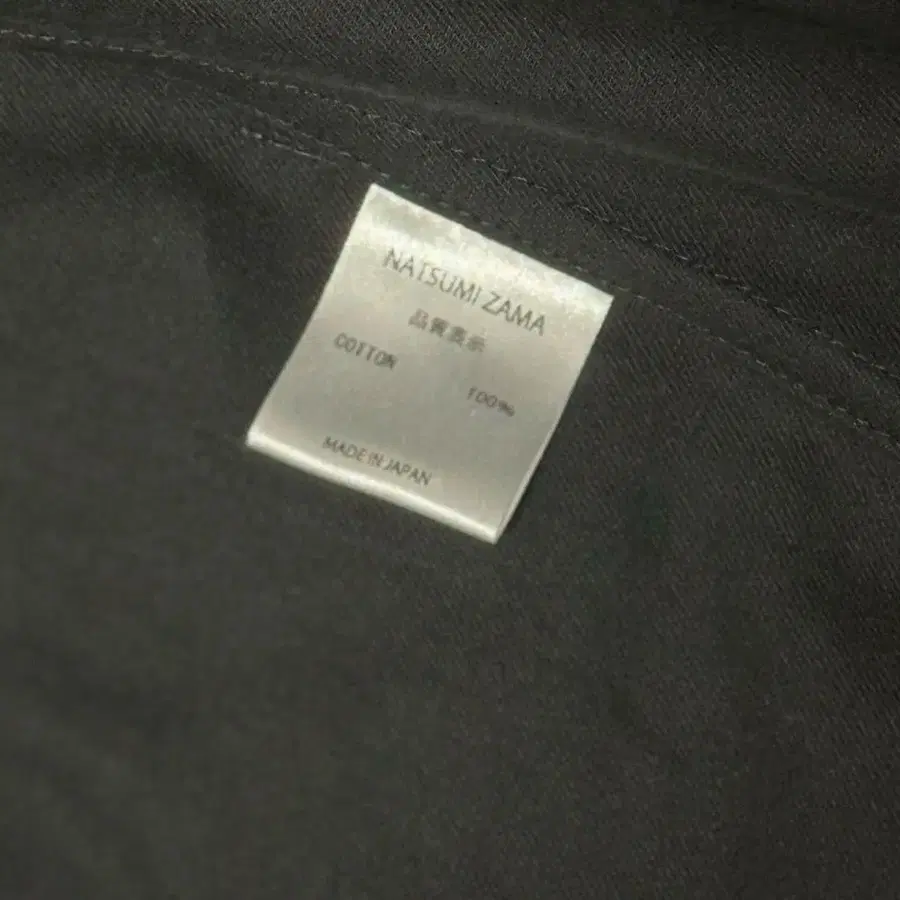 NATSUMI ZAMA
品質表示
COTTON 100%
MADE IN JAPAN